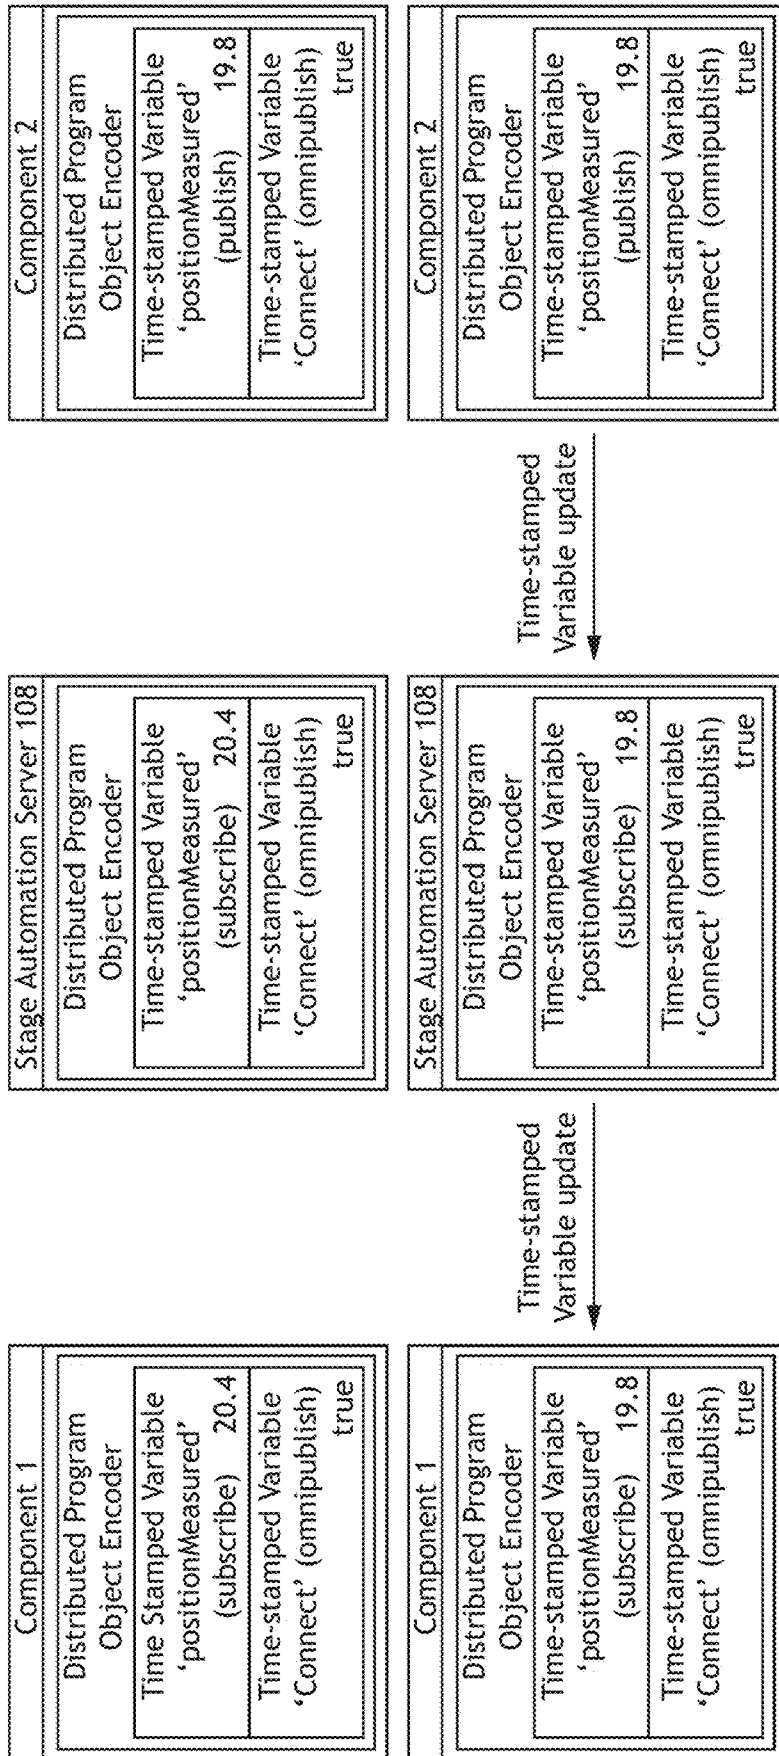 Component 1
Distributed Program
Object Encoder
Time Stamped Variable
‘positionMeasured’
(subscribe) 20.4
Time-stamped Variable
‘Connect’ (omnipublish)
true
Stage Automation Server 108
Distributed Program
Object Encoder
Time-stamped Variable
‘positionMeasured’
(subscribe) 20.4
Time-stamped Variable
‘Connect’ (omnipublish)
true
Component 2
Distributed Program
Object Encoder
Time-stamped Variable
‘positionMeasured’
(publish) 19.8
Time-stamped Variable
‘Connect’ (omnipublish)
true
Component 1
Distributed Program
Object Encoder
Time-stamped Variable
‘positionMeasured’
(subscribe) 19.8
Time-stamped Variable
‘Connect’ (omnipublish)
true
Time-stamped
Variable update
Stage Automation Server 108
Distributed Program
Object Encoder
Time-stamped Variable
‘positionMeasured’
(subscribe) 19.8
Time-stamped Variable
‘Connect’ (omnipublish)
true
Time-stamped
Variable update
Component 2
Distributed Program
Object Encoder
Time-stamped Variable
‘positionMeasured’
(publish) 19.8
Time-stamped Variable
‘Connect’ (omnipublish)
true